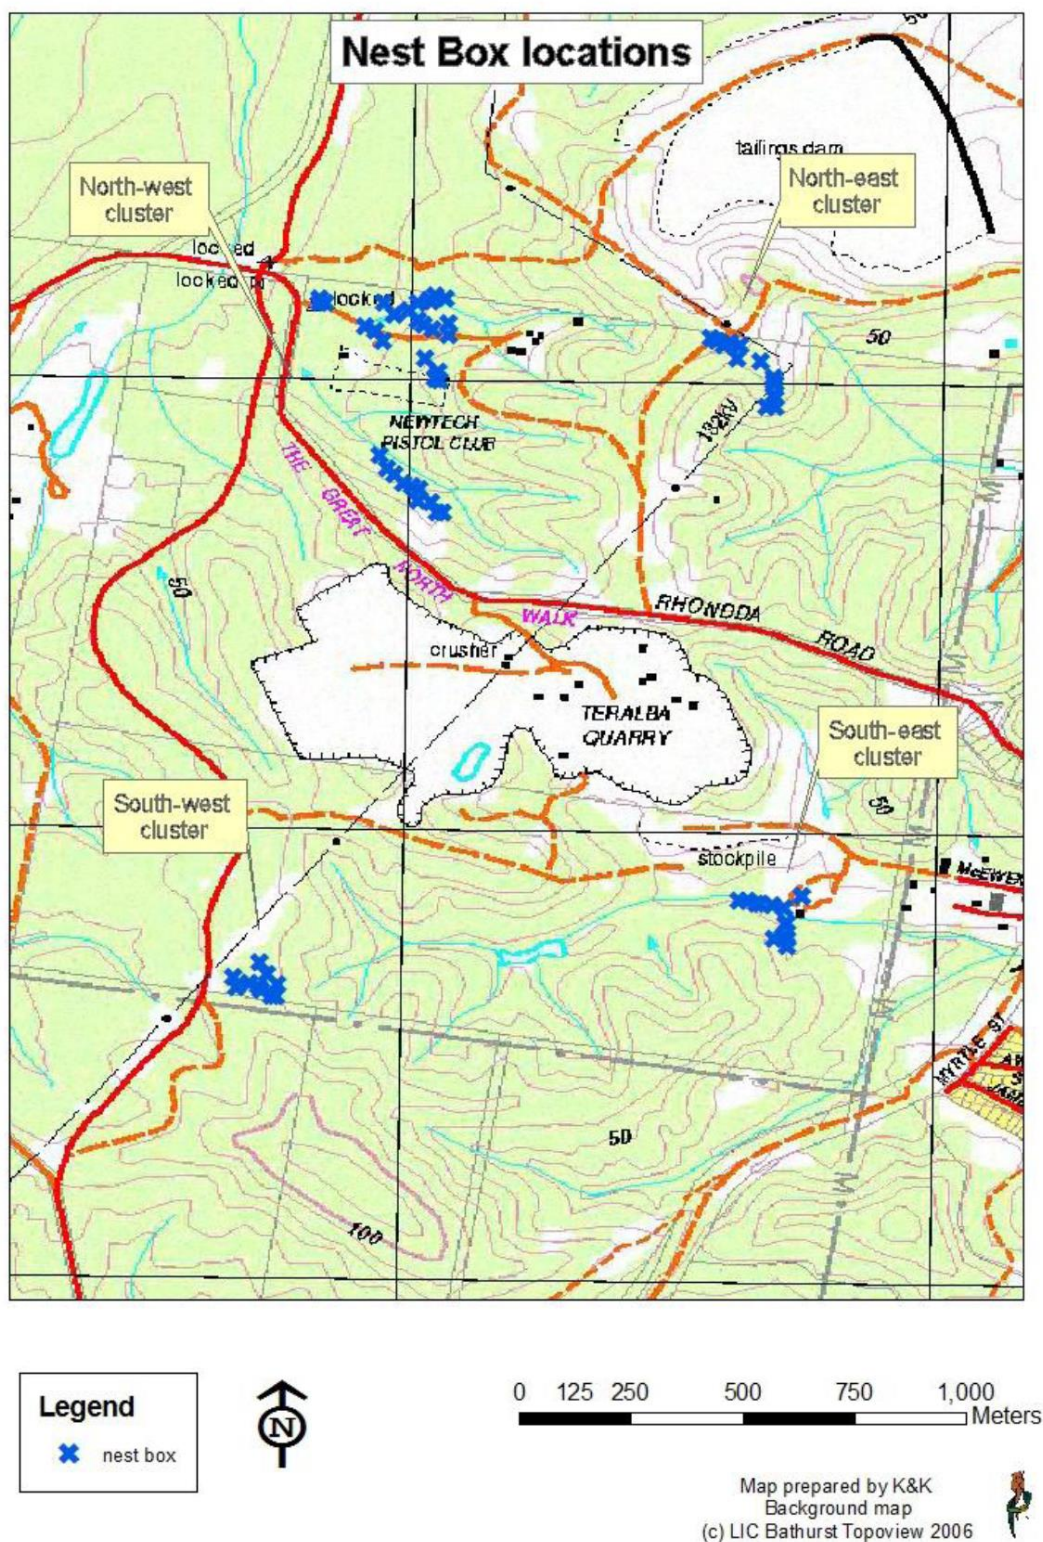 Nest Box locations
50
tailings dam
North-west
cluster
North-east
cluster
locked
locked
locked
50
NEWTECH
PISTOL CLUB
132kV
THE
GREAT
NORTH
WALK
50
RHONDDA
ROAD
crusher
TERALBA
QUARRY
South-east
cluster
South-west
cluster
50
stockpile
McEWEN
MYRTLE ST
50
100
Legend
nest box
N
0 125 250 500 750 1,000
Meters
Map prepared by K&K
Background map
(c) LIC Bathurst Topoview 2006